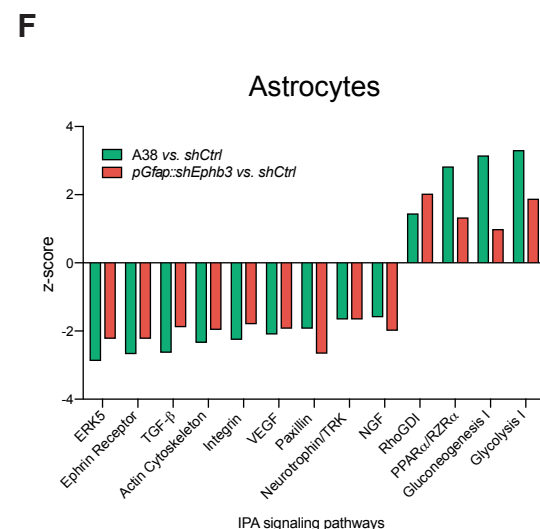 F
Astrocytes
4
A38 vs. shCtrl
pGfap::shEphb3 vs. shCtrl
2
z-score
0
-2
-4
ERK5
Ephrin Receptor
TGF-β
Actin Cytoskeleton
Integrin
VEGF
Paxillin
Neurotrophin/TRK
NGF
RhoGDI
PPARα/RZRα
Gluconeogenesis I
Glycolysis I
IPA signaling pathways